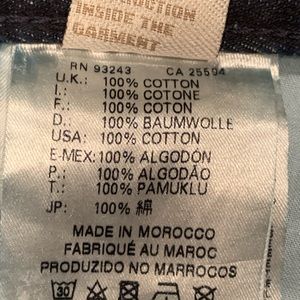 INSIDE THE
GARMENT
RN 93243 CA 25594
U.K.: 100% COTTON
I.: 100% COTONE
F.: 100% COTON
D.: 100% BAUMWOLLE
USA: 100% COTTON
E-MEX: 100% ALGODÓN
P.: 100% ALGODÃO
T.: 100% PAMUKLU
JP: 100% 綿
MADE IN MOROCCO
FABRIQUÉ AU MAROC
PRODUZIDO NO MARROCOS
30